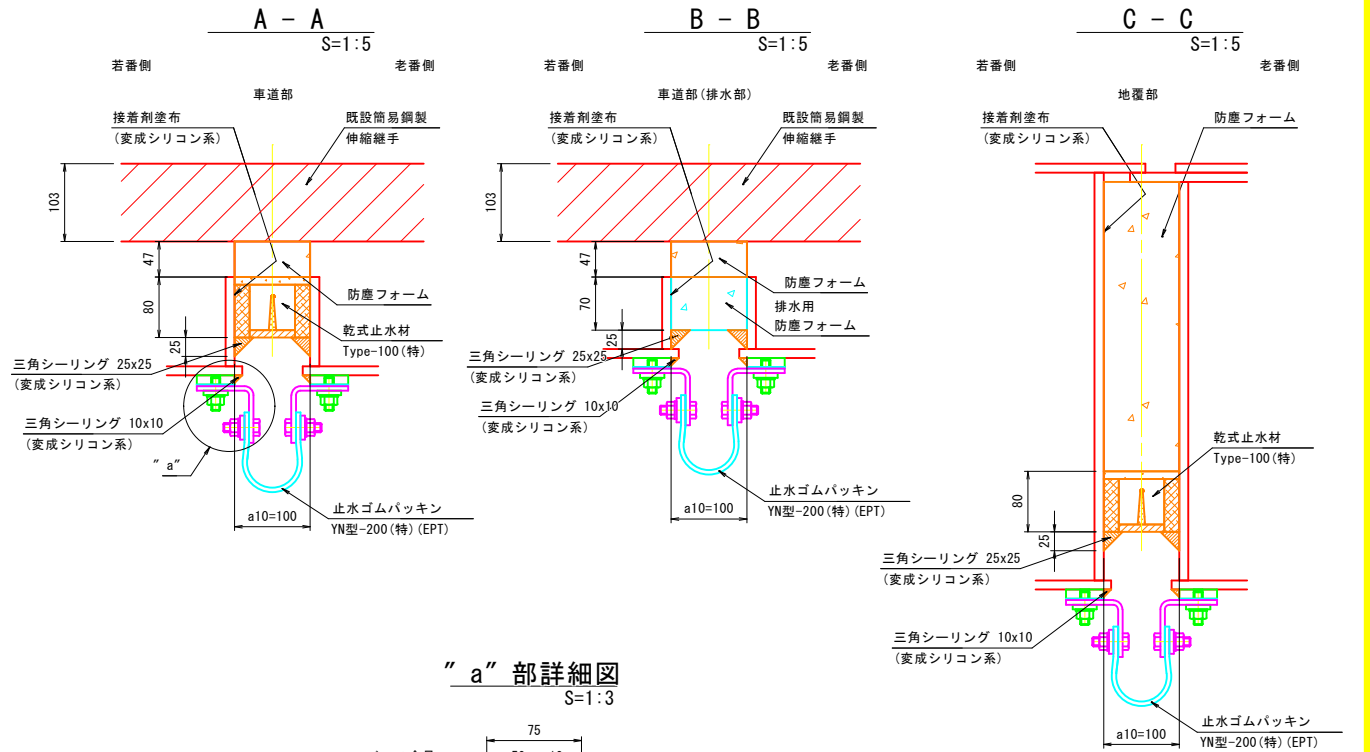 A - A
S=1:5
若番側
老番側
車道部
接着剤塗布
(変成シリコン系)
既設簡易鋼製
伸縮継手
103
47
80
25
防塵フォーム
乾式止水材
Type-100(特)
三角シーリング 25x25
(変成シリコン系)
三角シーリング 10x10
(変成シリコン系)
" a"
a10=100
止水ゴムパッキン
YN型-200(特)(EPT)
B - B
S=1:5
若番側
老番側
車道部(排水部)
接着剤塗布
(変成シリコン系)
既設簡易鋼製
伸縮継手
103
47
70
25
防塵フォーム
排水用
防塵フォーム
三角シーリング 25x25
(変成シリコン系)
三角シーリング 10x10
(変成シリコン系)
a10=100
止水ゴムパッキン
YN型-200(特)(EPT)
C - C
S=1:5
若番側
老番側
地覆部
接着剤塗布
(変成シリコン系)
防塵フォーム
乾式止水材
Type-100(特)
80
25
三角シーリング 25x25
(変成シリコン系)
三角シーリング 10x10
(変成シリコン系)
a10=100
止水ゴムパッキン
YN型-200(特)(EPT)
" a" 部詳細図
S=1:3
75